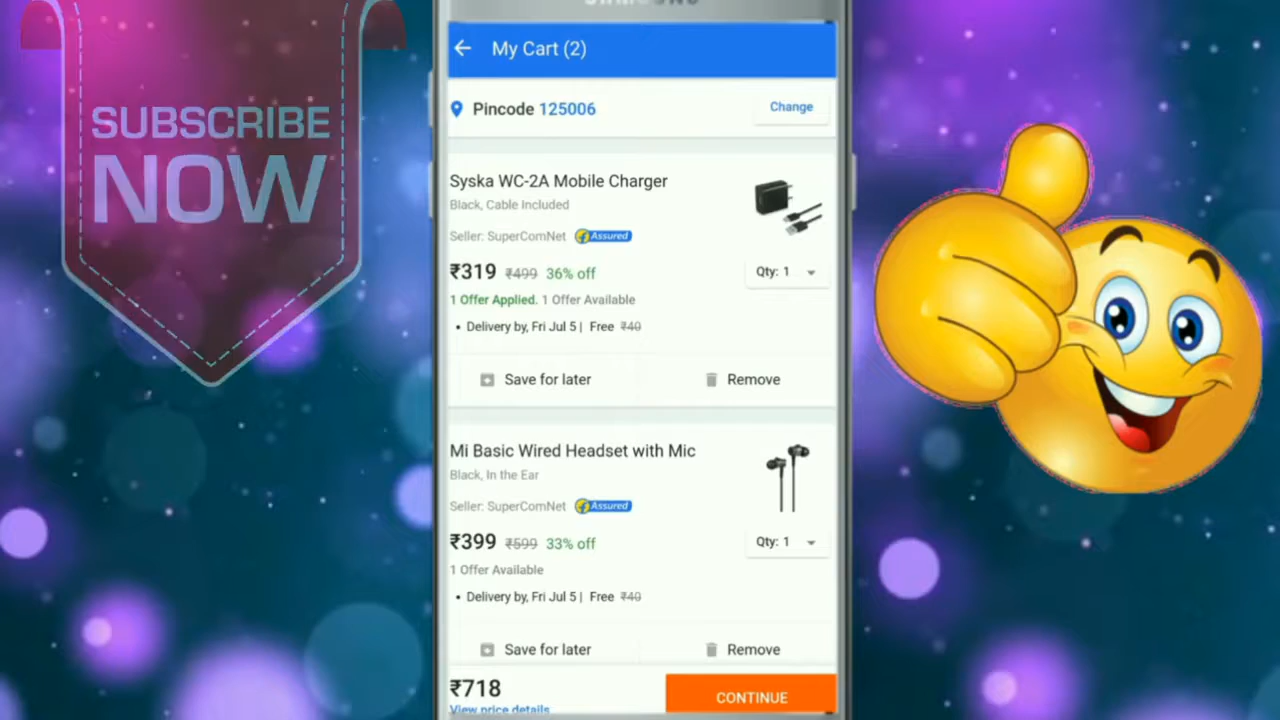 SUBSCRIBE
NOW
SAMSUNG
My Cart (2)
Pincode 125006
Change
Syska WC-2A Mobile Charger
Black, Cable Included
Seller: SuperComNet Assured
₹319 ₹499 36% off
Qty: 1
1 Offer Applied. 1 Offer Available
• Delivery by, Fri Jul 5 | Free ₹40
Save for later
Remove
Mi Basic Wired Headset with Mic
Black, In the Ear
Seller: SuperComNet Assured
₹399 ₹599 33% off
Qty: 1
1 Offer Available
• Delivery by, Fri Jul 5 | Free ₹40
Save for later
Remove
₹718
View price details
CONTINUE